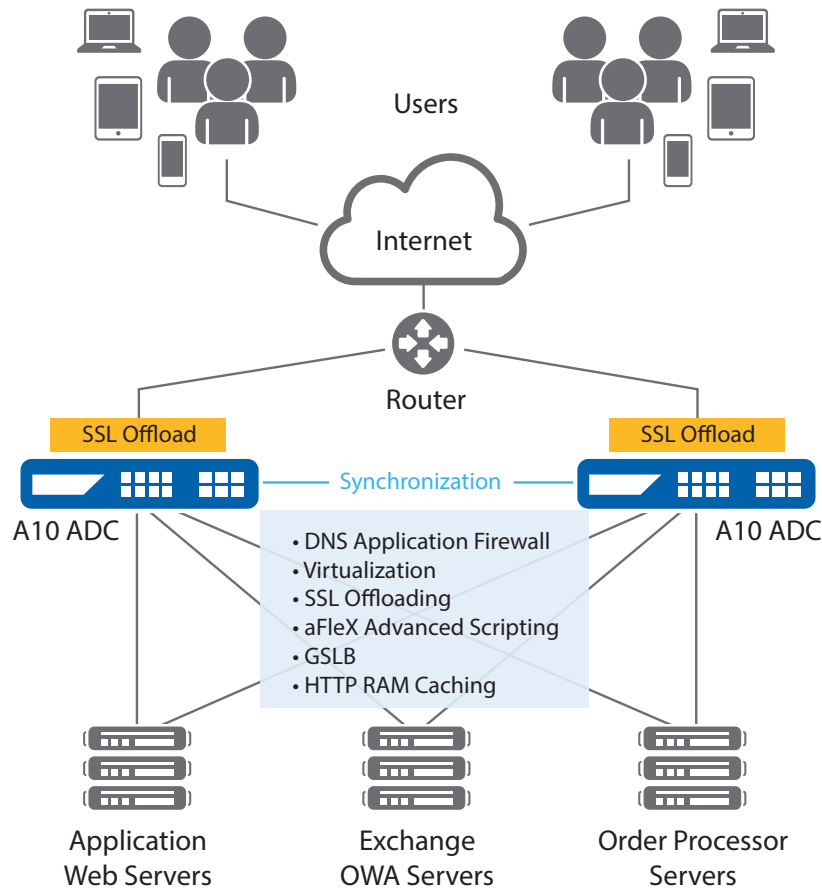 Users
Internet
Router
SSL Offload
SSL Offload
Synchronization
A10 ADC
A10 ADC
• DNS Application Firewall
• Virtualization
• SSL Offloading
• aFleX Advanced Scripting
• GSLB
• HTTP RAM Caching
Application
Web Servers
Exchange
OWA Servers
Order Processor
Servers